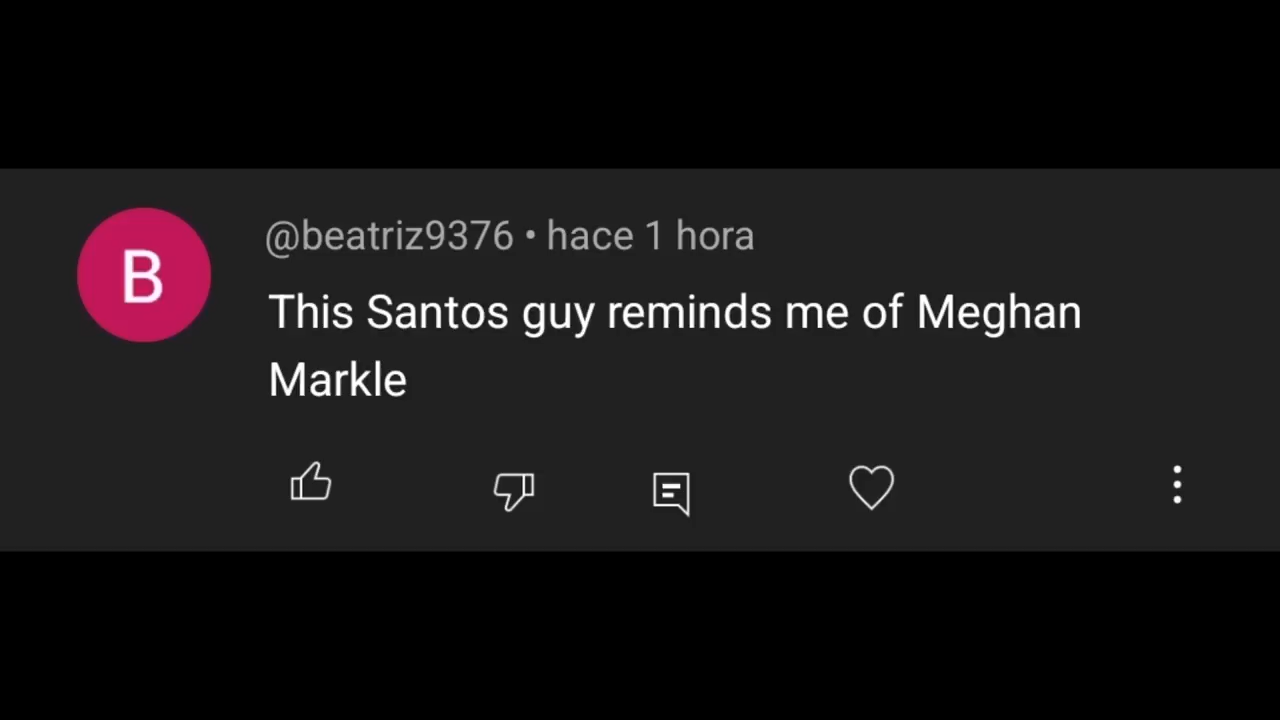 B
@beatriz9376 • hace 1 hora
This Santos guy reminds me of Meghan
Markle